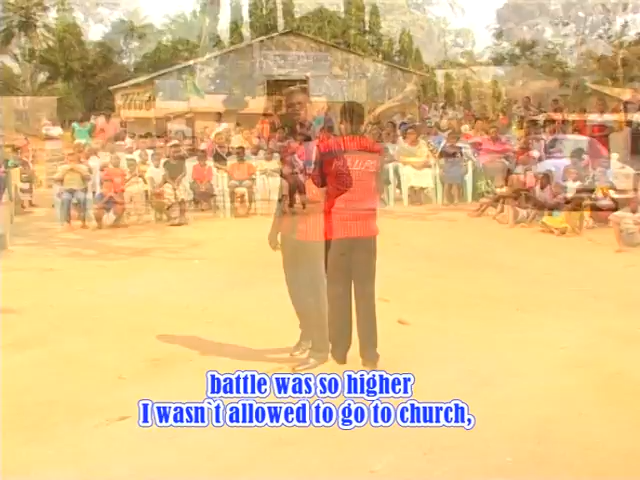 battle was so higher
I wasn`t allowed to go to church,